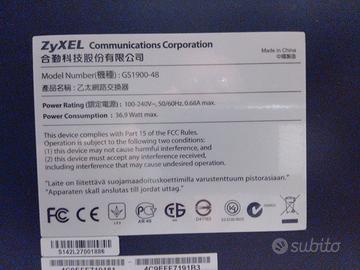 ZyXEL Communications Corporation
合勤科技股份有限公司
Made in China
中國製造
Model Number(機種) : GS1900-48
產品名稱 : 乙太網路交換器
Power Rating (額定電壓) : 100-240V~, 50/60Hz, 0.68A max.
Power Consumption : 36.9 Watt max.
This device complies with Part 15 of the FCC Rules.
Operation is subject to the following two conditions:
(1) this device may not cause harmful interference, and
(2) this device must accept any interference received,
including interference that may cause undesired operation.
"Laite on liitettävä suojamaadoituskoskettimilla varustettuun pistorasiaan."
"Apparaten skall anslutas till jordat uttag."
S142L27001886
4C9EFF7191B3
subito